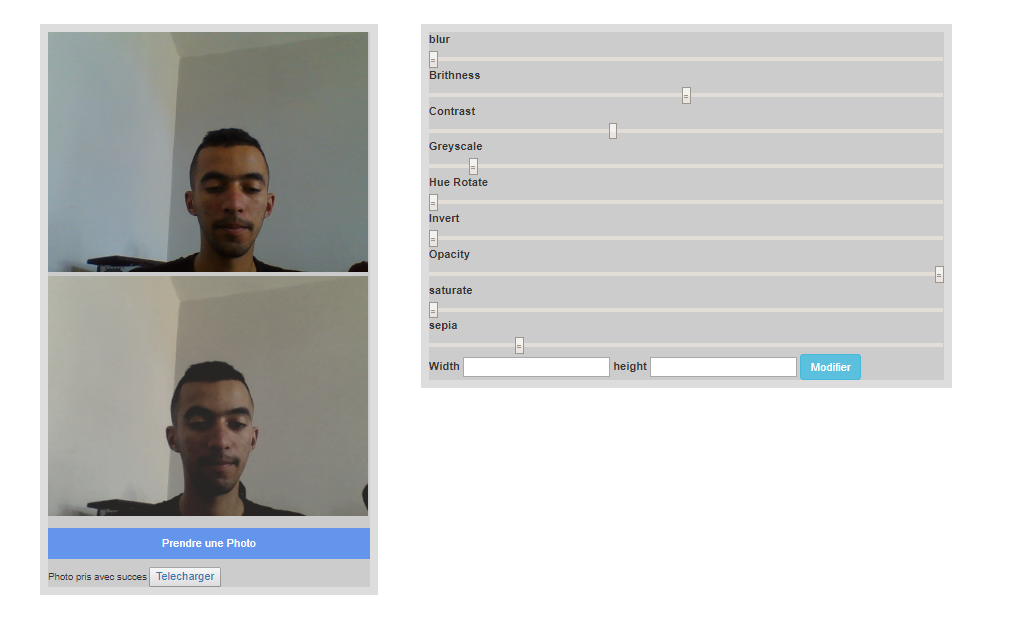 blur
Brithness
Contrast
Greyscale
Hue Rotate
Invert
Opacity
saturate
sepia
Width height Modifier
Prendre une Photo
Photo pris avec succes Telecharger